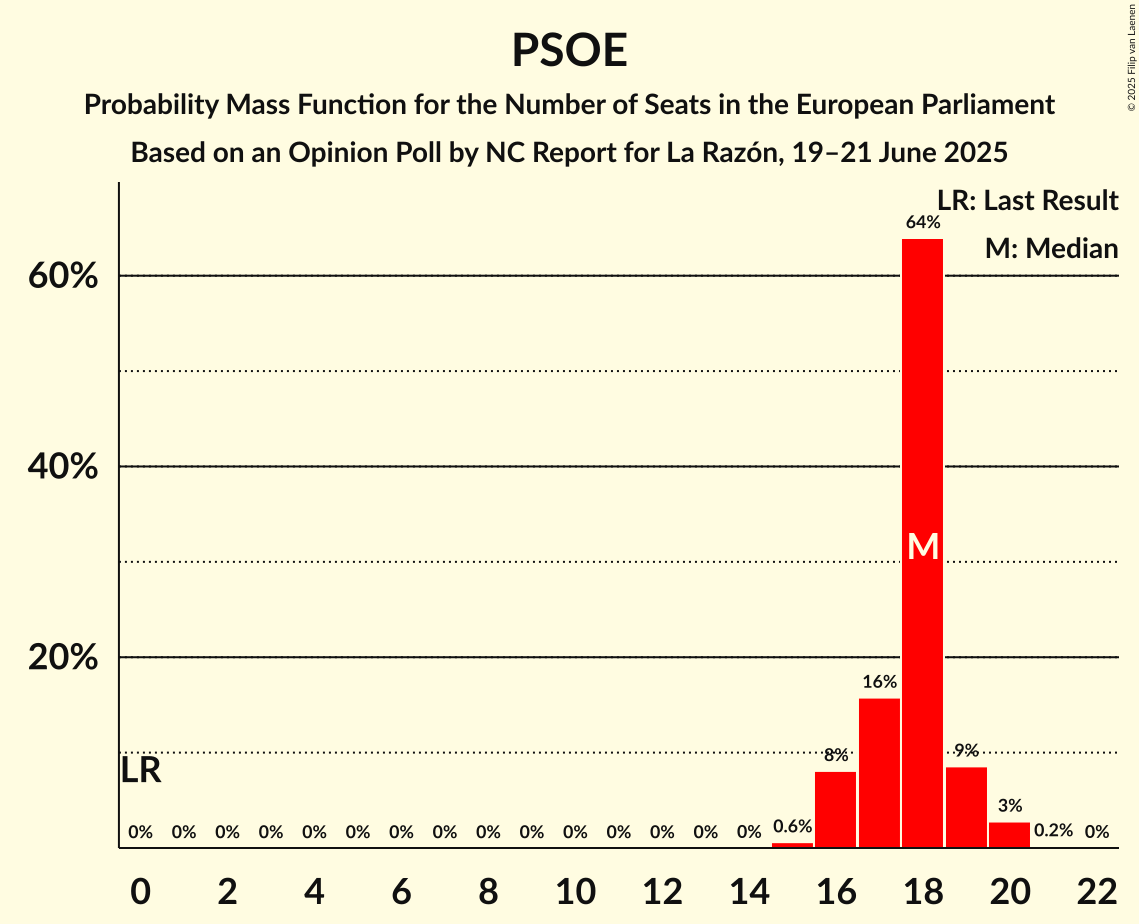 PSOE
Probability Mass Function for the Number of Seats in the European Parliament
Based on an Opinion Poll by NC Report for La Razón, 19–21 June 2025
© 2025 Filip van Laenen
LR: Last Result
M: Median
60%
40%
20%
LR
M
0% 0% 0% 0% 0% 0% 0% 0% 0% 0% 0% 0% 0% 0% 0% 0.6% 8% 16% 64% 9% 3% 0.2% 0%
0 2 4 6 8 10 12 14 16 18 20 22